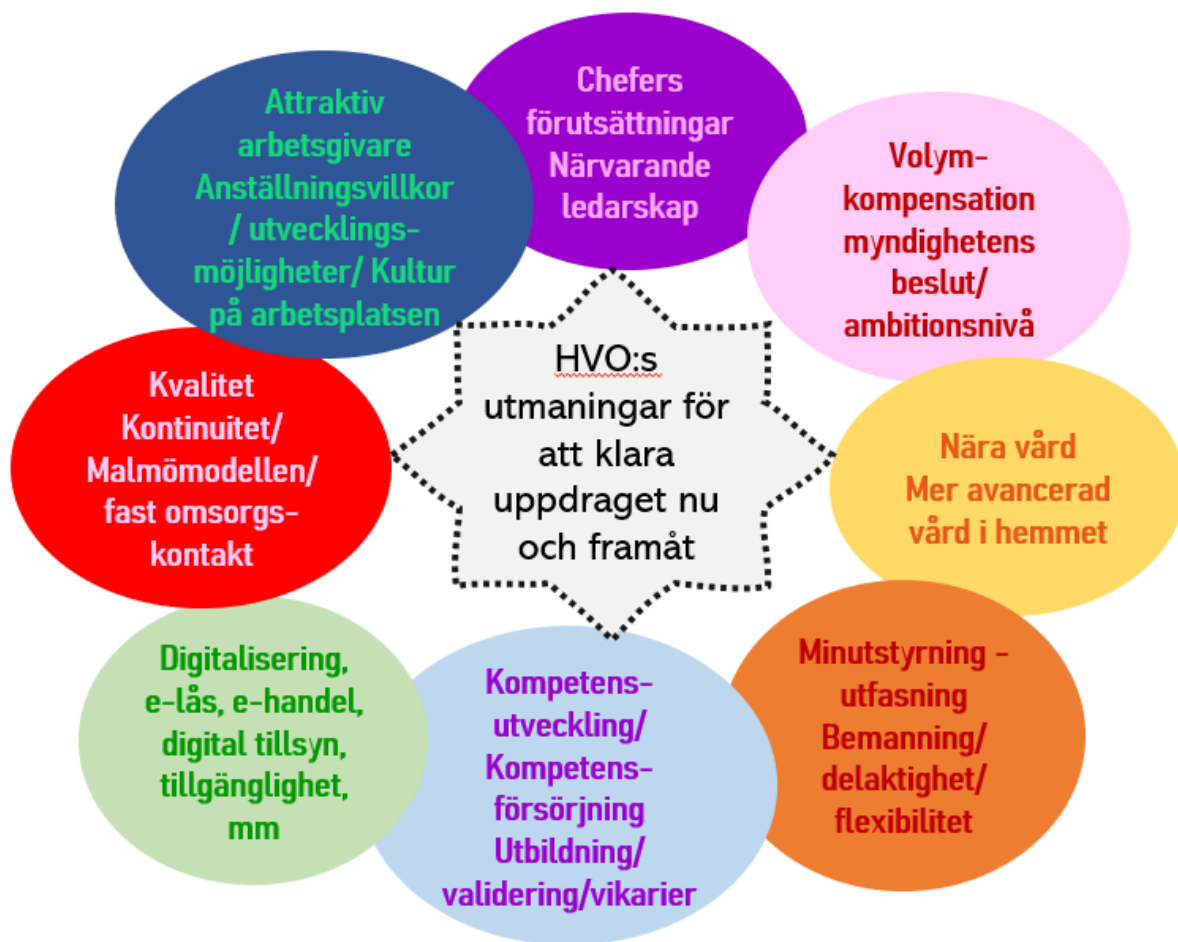 Chefers
förutsättningar
Närvarande
ledarskap
Volym-
kompensation
myndighetens
beslut/
ambitionsnivå
Nära vård
Mer avancerad
vård i hemmet
Minutstyrning -
utfasning
Bemanning/
delaktighet/
flexibilitet
Kompetens-
utveckling/
Kompetens-
försörjning
Utbildning/
validering/vikarier
Digitalisering,
e-lås, e-handel,
digital tillsyn,
tillgänglighet,
mm
Kvalitet
Kontinuitet/
Malmömodellen/
fast omsorgs-
kontakt
Attraktiv
arbetsgivare
Anställningsvillkor
/ utvecklings-
möjligheter/ Kultur
på arbetsplatsen
HVO:s
utmaningar för
att klara
uppdraget nu
och framåt